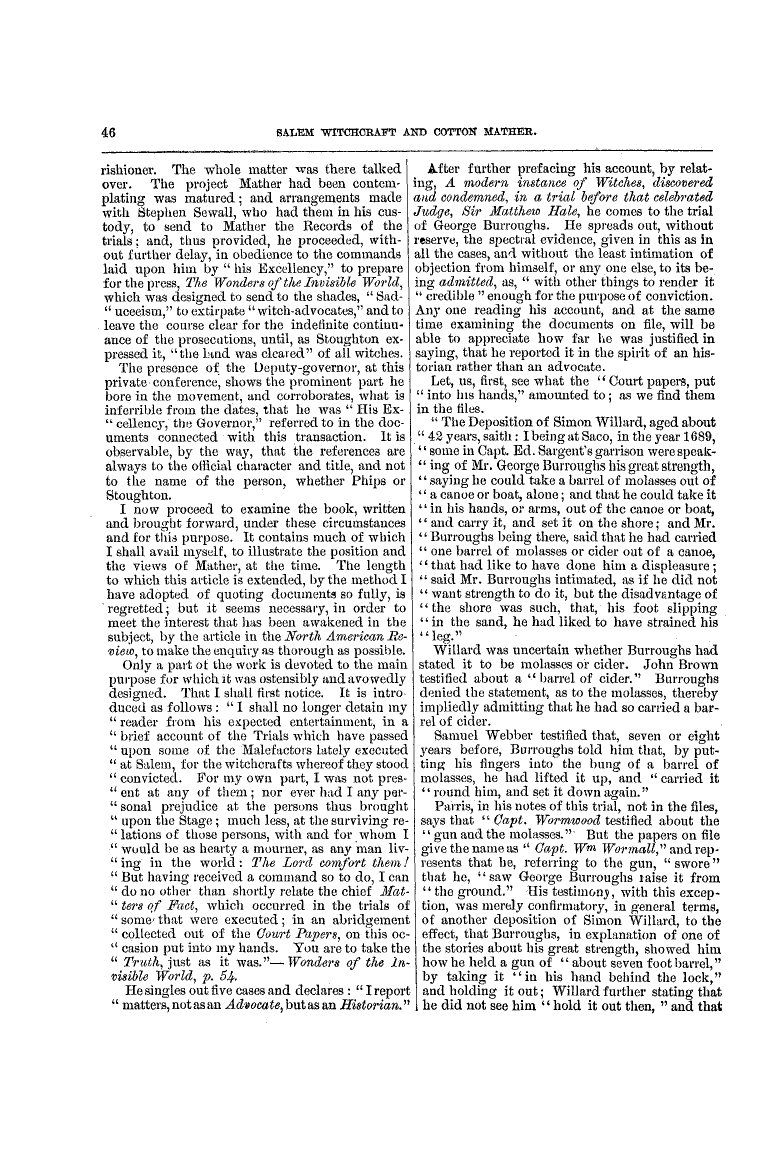 46
SALEM WITCHCRAFT AND COTTON MATHER.
rishioner. The whole matter was there talked
over. The project Mather had been contem-
plating was matured; and arrangements made
with Stephen Sewall, who had them in his cus-
tody, to send to Mather the Records of the
trials; and, thus provided, he proceeded, with-
out further delay, in obedience to the commands
laid upon him by "his Excellency," to prepare
for the press, The Wonders of the Invisible World,
which was designed to send to the shades, "Sad-
"uceeism," to extirpate "witch-advocates," and to
leave the course clear for the indefinite continu-
ance of the prosecutions, until, as Stoughton ex-
pressed it, "the land was cleared" of all witches.
The presence of the Deputy-governor, at this
private conference, shows the prominent part he
bore in the movement, and corroborates, what is
inferrible from the dates, that he was "His Ex-
"cellency, the Governor," referred to in the doc-
uments connected with this transaction. It is
observable, by the way, that the references are
always to the official character and title, and not
to the name of the person, whether Phips or
Stoughton.
I now proceed to examine the book, written
and brought forward, under these circumstances
and for this purpose. It contains much of which
I shall avail myself, to illustrate the position and
the views of Mather, at the time. The length
to which this article is extended, by the method I
have adopted of quoting documents so fully, is
regretted; but it seems necessary, in order to
meet the interest that has been awakened in the
subject, by the article in the North American Re-
view, to make the enquiry as thorough as possible.
Only a part of the work is devoted to the main
purpose for which it was ostensibly and avowedly
designed. That I shall first notice. It is intro-
duced as follows: "I shall no longer detain my
"reader from his expected entertainment, in a
"brief account of the Trials which have passed
"upon some of the Malefactors lately executed
"at Salem, for the witchcrafts whereof they stood
"convicted. For my own part, I was not pres-
"ent at any of them; nor ever had I any per-
"sonal prejudice at the persons thus brought
"upon the Stage; much less, at the surviving re-
"lations of those persons, with and for whom I
"would be as hearty a mourner, as any man liv-
"ing in the world: The Lord comfort them!
"But having received a command so to do, I can
"do no other than shortly relate the chief Mat-
"ters of Fact, which occurred in the trials of
"some that were executed; in an abridgement
"collected out of the Court Papers, on this oc-
"casion put into my hands. You are to take the
"Truth, just as it was."—Wonders of the In-
visible World, p. 54.
He singles out five cases and declares: "I report
"matters, not as an Advocate, but as an Historian."
After further prefacing his account, by relat-
ing, A modern instance of Witches, discovered
and condemned, in a trial before that celebrated
Judge, Sir Matthew Hale, he comes to the trial
of George Burroughs. He spreads out, without
reserve, the spectral evidence, given in this as in
all the cases, and without the least intimation of
objection from himself, or any one else, to its be-
ing admitted, as, "with other things to render it
"credible" enough for the purpose of conviction.
Any one reading his account, and at the same
time examining the documents on file, will be
able to appreciate how far he was justified in
saying, that he reported it in the spirit of an his-
torian rather than an advocate.
Let, us, first, see what the "Court papers, put
"into his hands," amounted to; as we find them
in the files.
"The Deposition of Simon Willard, aged about
"42 years, saith: I being at Saco, in the year 1689,
"some in Capt. Ed. Sargent's garrison were speak-
"ing of Mr. George Burroughs his great strength,
"saying he could take a barrel of molasses out of
"a canoe or boat, alone; and that he could take it
"in his hands, or arms, out of the canoe or boat,
"and carry it, and set it on the shore; and Mr.
"Burroughs being there, said that he had carried
"one barrel of molasses or cider out of a canoe,
"that had like to have done him a displeasure;
"said Mr. Burroughs intimated, as if he did not
"want strength to do it, but the disadvantage of
"the shore was such, that, his foot slipping
"in the sand, he had liked to have strained his
"leg."
Willard was uncertain whether Burroughs had
stated it to be molasses or cider. John Brown
testified about a "barrel of cider." Burroughs
denied the statement, as to the molasses, thereby
impliedly admitting that he had so carried a bar-
rel of cider.
Samuel Webber testified that, seven or eight
years before, Burroughs told him that, by put-
ting his fingers into the bung of a barrel of
molasses, he had lifted it up, and "carried it
"round him, and set it down again."
Parris, in his notes of this trial, not in the files,
says that "Capt. Wormwood testified about the
"gun and the molasses." But the papers on file
give the name as "Capt. Wm Wormall," and rep-
resents that he, referring to the gun, "swore"
that he, "saw George Burroughs raise it from
"the ground." His testimony, with this excep-
tion, was merely confirmatory, in general terms,
of another deposition of Simon Willard, to the
effect, that Burroughs, in explanation of one of
the stories about his great strength, showed him
how he held a gun of "about seven foot barrel,"
by taking it "in his hand behind the lock,"
and holding it out; Willard further stating that
he did not see him "hold it out then," and that